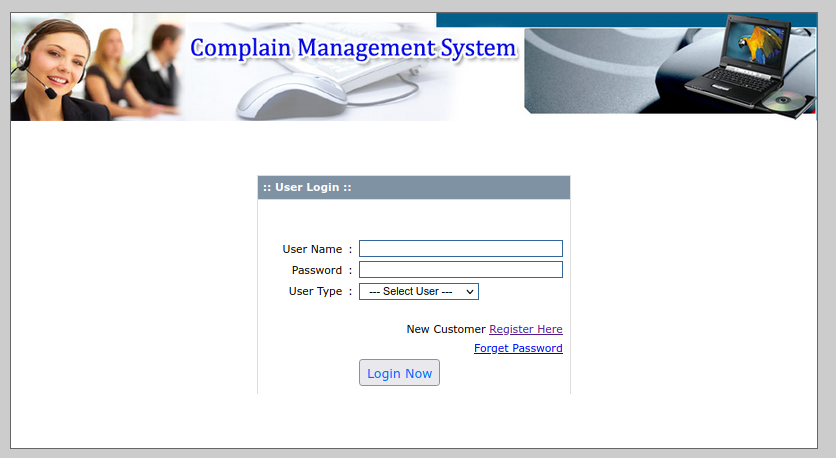 Complain Management System
:: User Login ::
User Name :
Password :
User Type : --- Select User ---
New Customer Register Here
Forget Password
Login Now